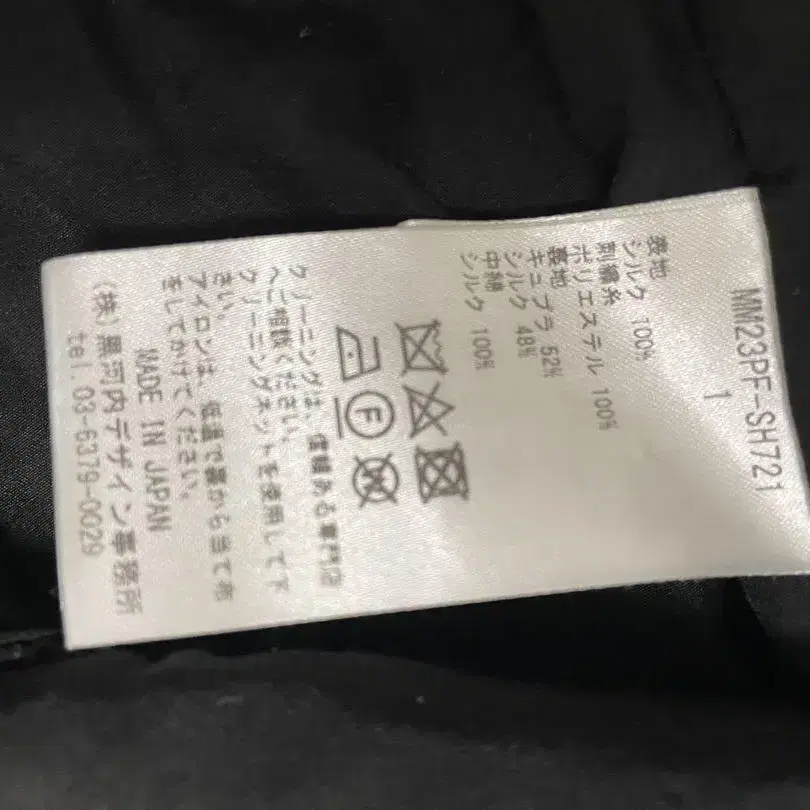 MM23PF-SH721
1
表地
シルク 100%
刺繍糸
ポリエステル 100%
裏地
キュプラ 52%
シルク 48%
中綿
シルク 100%
F
クリーニングは、信頼ある専門店
へご相談ください。
クリーニングネットを使用して下
さい。
アイロンは、低温で裏から当て布
をしてかけてください。
MADE IN JAPAN
(株)黒河内デザイン事務所
tel.03-6379-0029